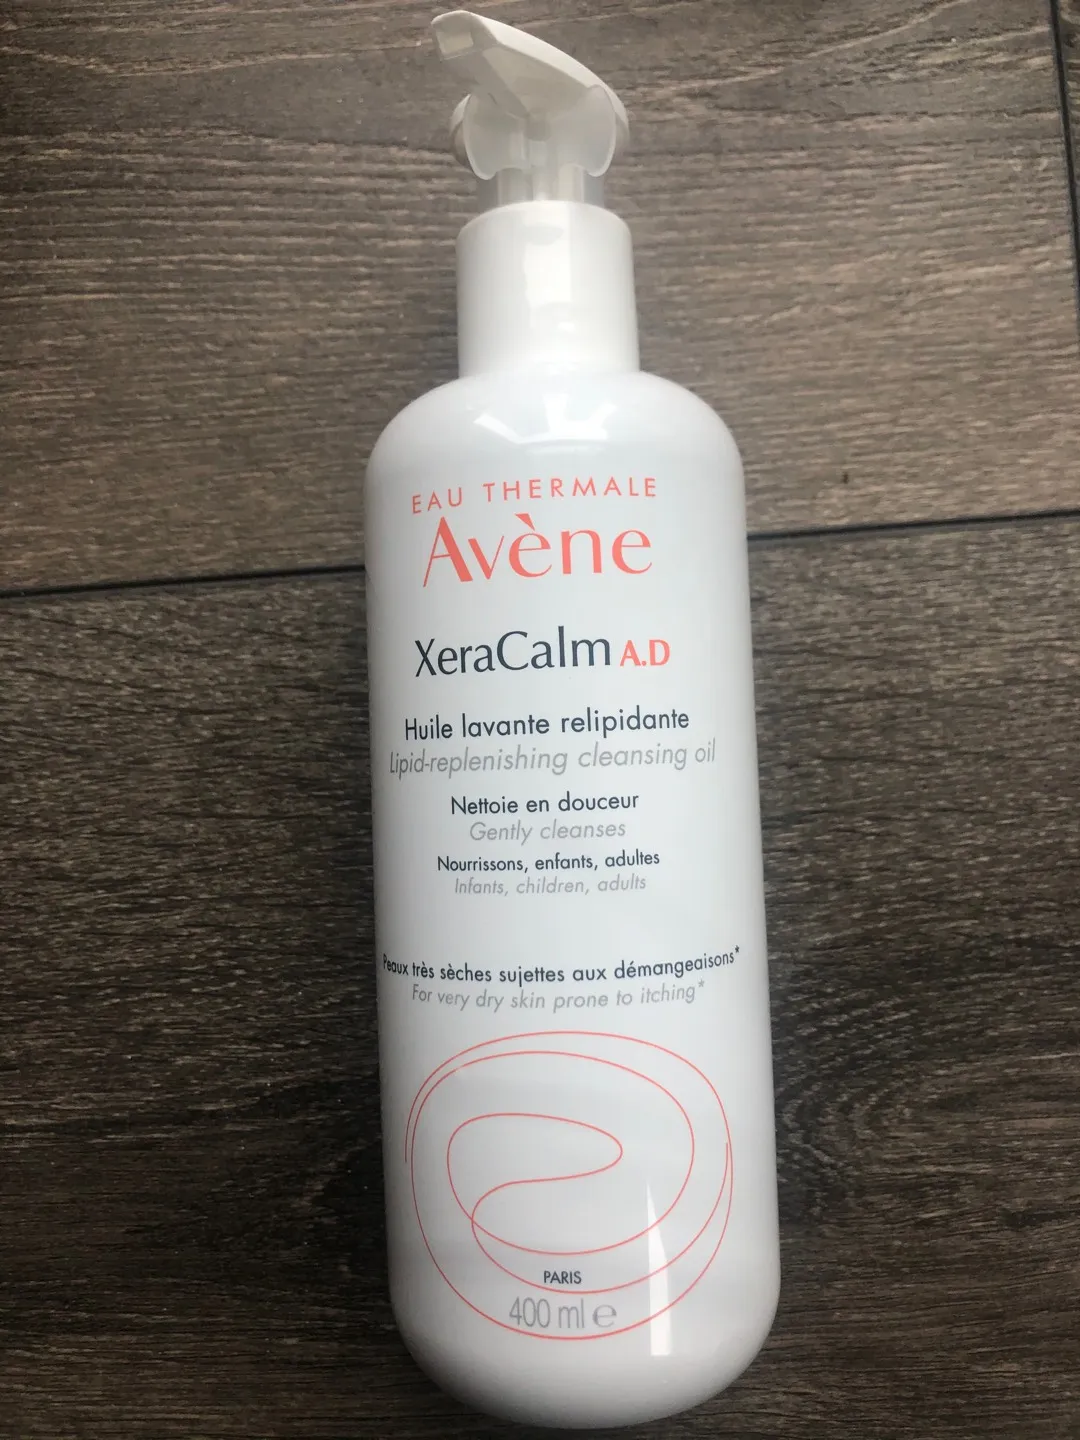 EAU THERMALE
Avène
XeraCalm A.D
Huile lavante relipidante
Lipid-replenishing cleansing oil
Nettoie en douceur
Gently cleanses
Nourrissons, enfants, adultes
Infants, children, adults
Peaux très sèches sujettes aux démangeaisons*
For very dry skin prone to itching*
PARIS
400 ml ℮